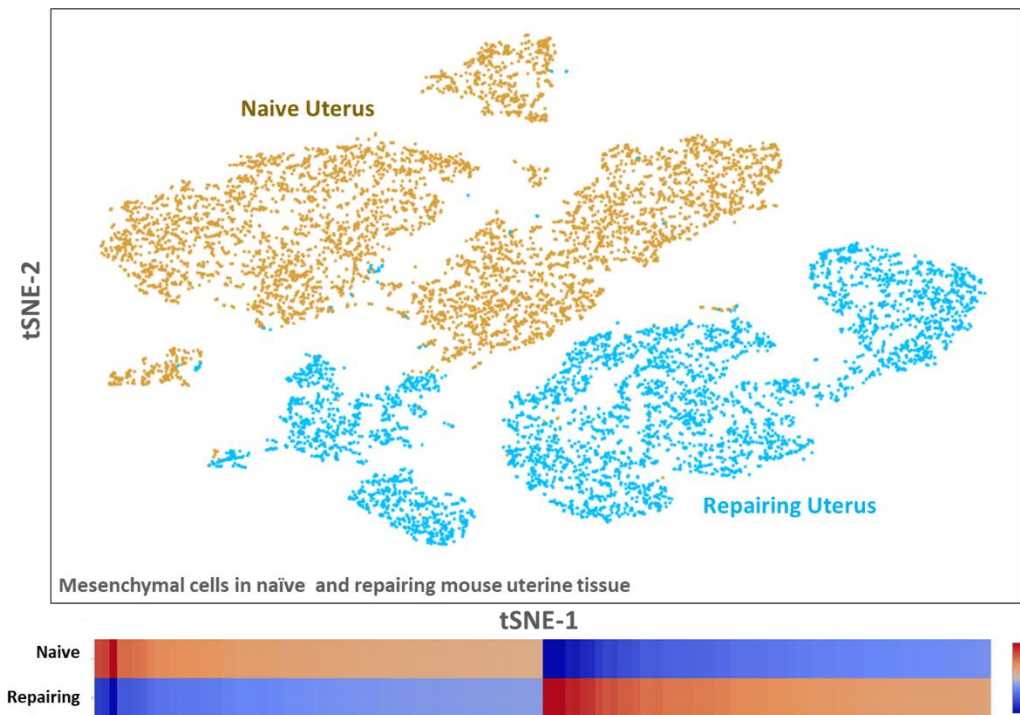 Naive Uterus
tSNE-2
Repairing Uterus
Mesenchymal cells in naïve and repairing mouse uterine tissue
tSNE-1
Naive
Repairing